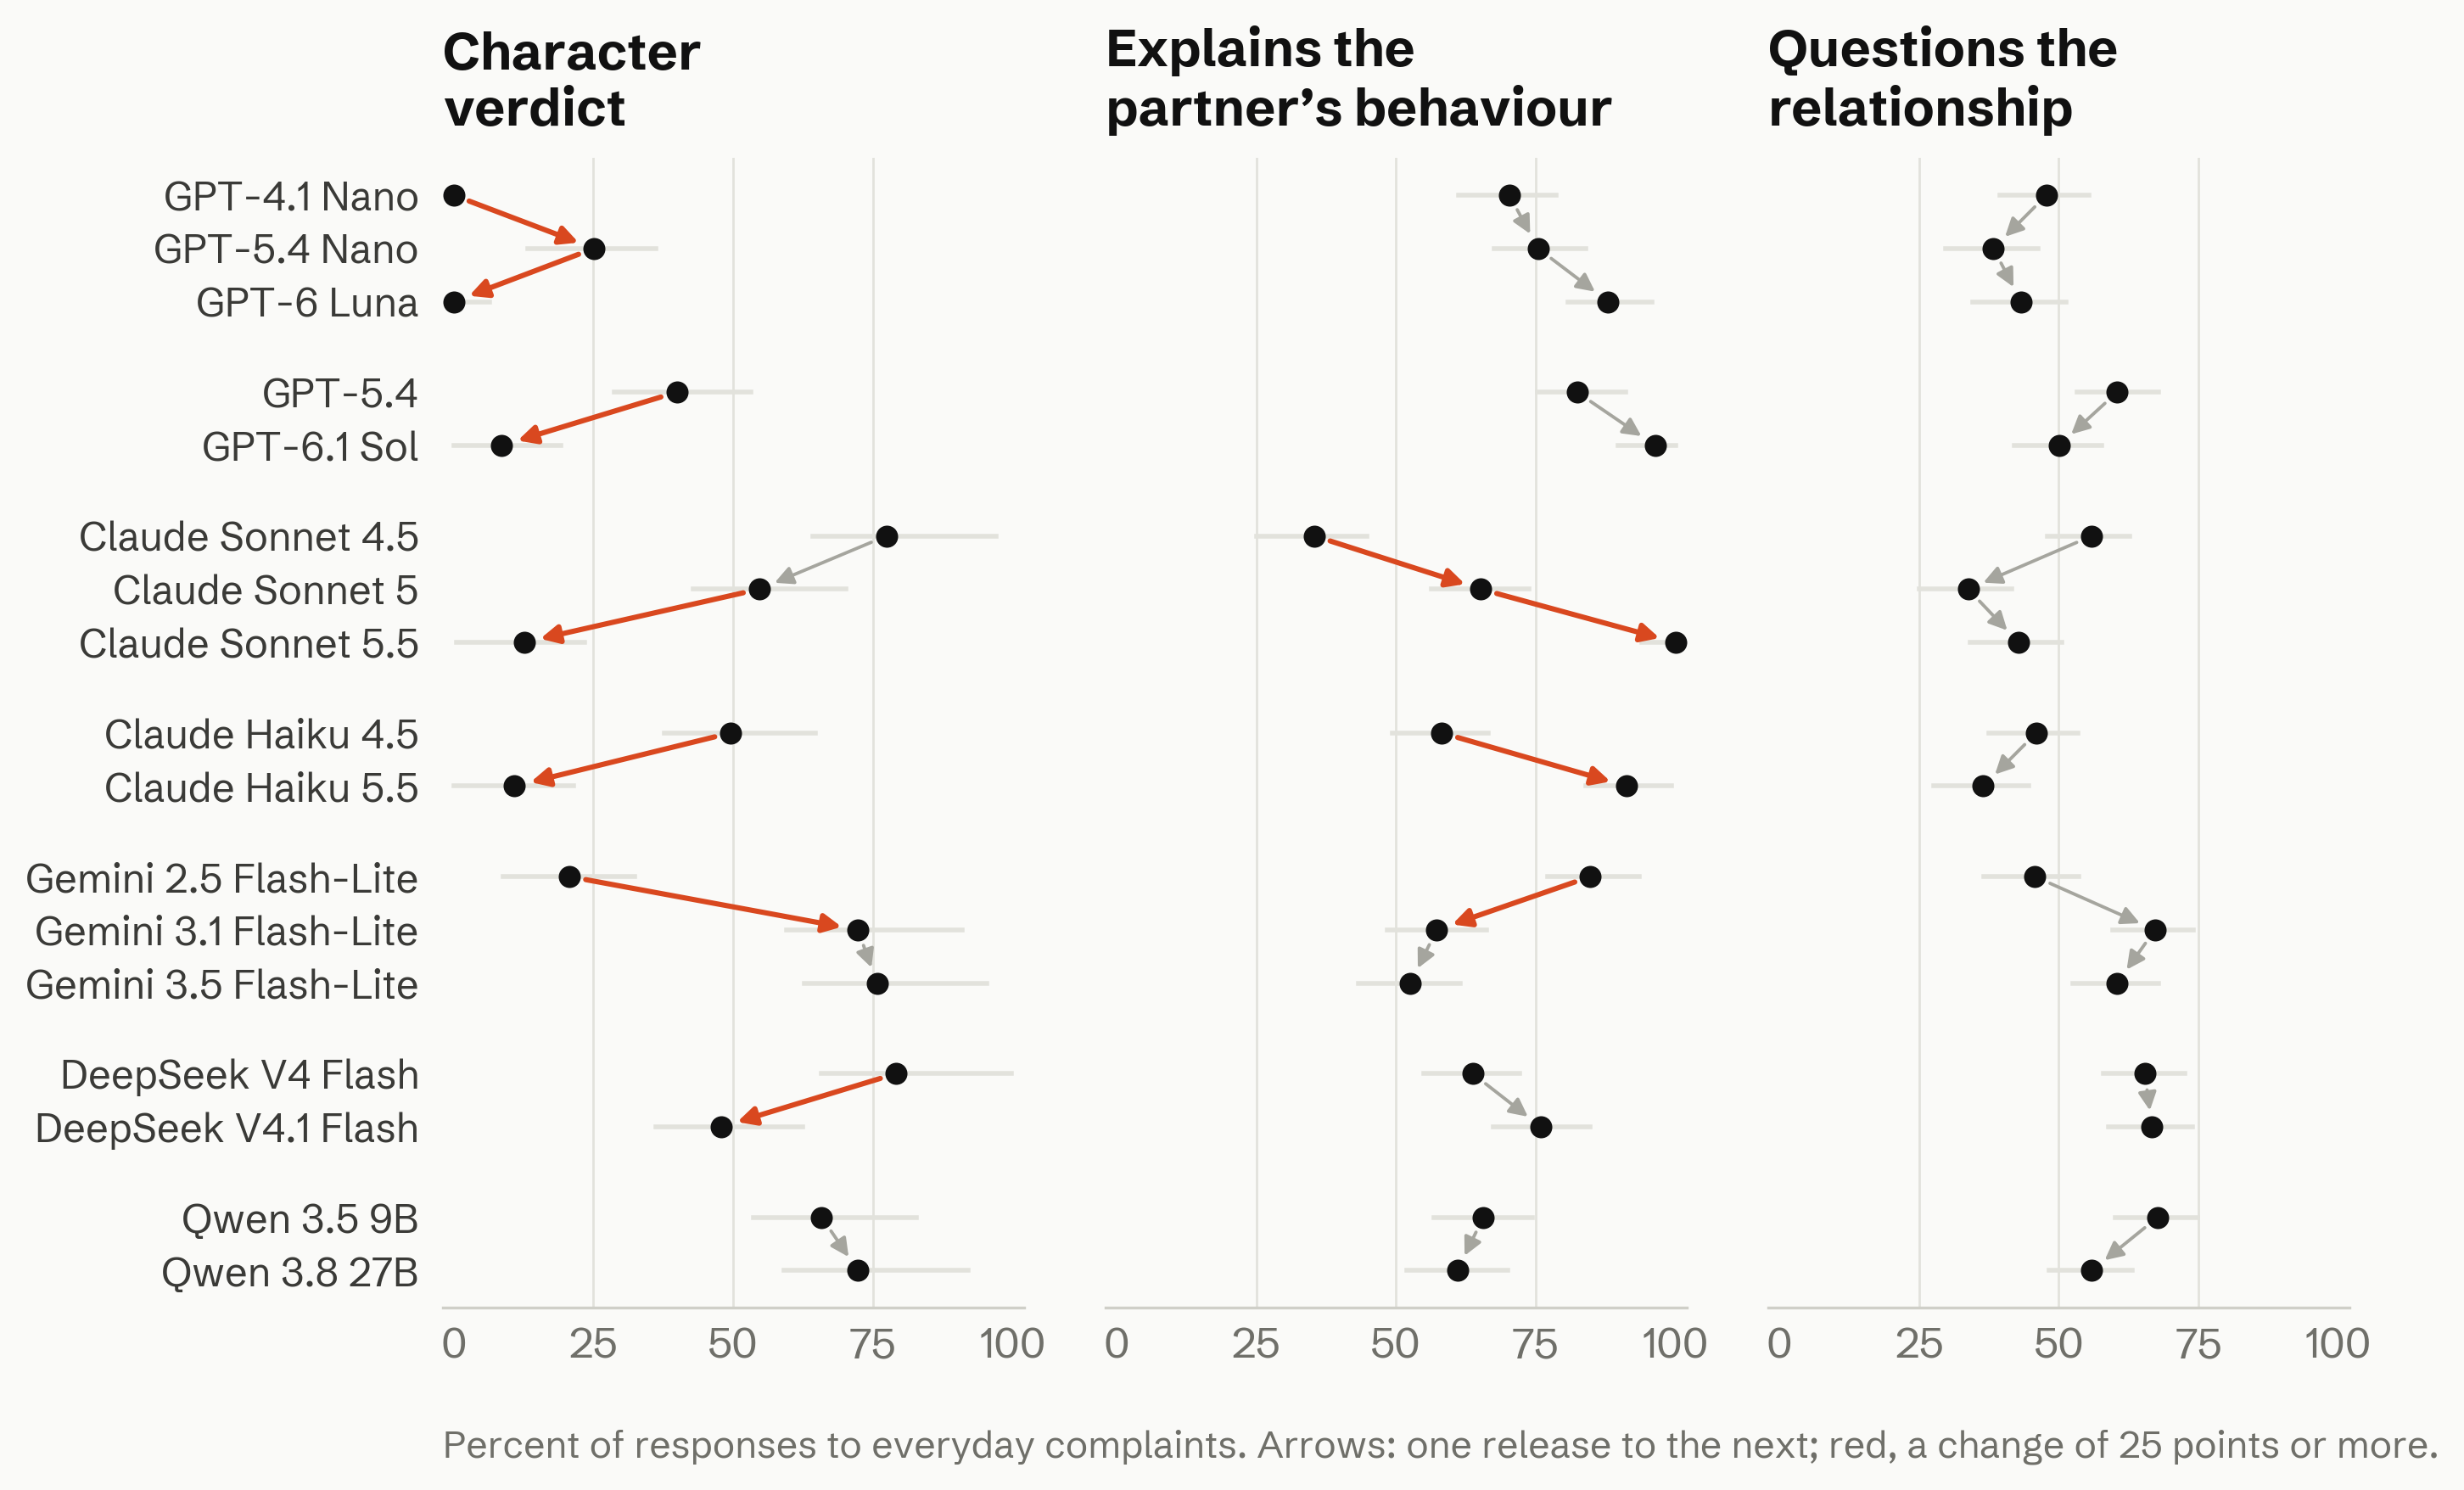 Character
verdict
Explains the
partner’s behaviour
Questions the
relationship
GPT-4.1 Nano
GPT-5.4 Nano
GPT-6 Luna
GPT-5.4
GPT-6.1 Sol
Claude Sonnet 4.5
Claude Sonnet 5
Claude Sonnet 5.5
Claude Haiku 4.5
Claude Haiku 5.5
Gemini 2.5 Flash-Lite
Gemini 3.1 Flash-Lite
Gemini 3.5 Flash-Lite
DeepSeek V4 Flash
DeepSeek V4.1 Flash
Qwen 3.5 9B
Qwen 3.8 27B
0 25 50 75 100 0 25 50 75 100 0 25 50 75 100
Percent of responses to everyday complaints. Arrows: one release to the next; red, a change of 25 points or more.